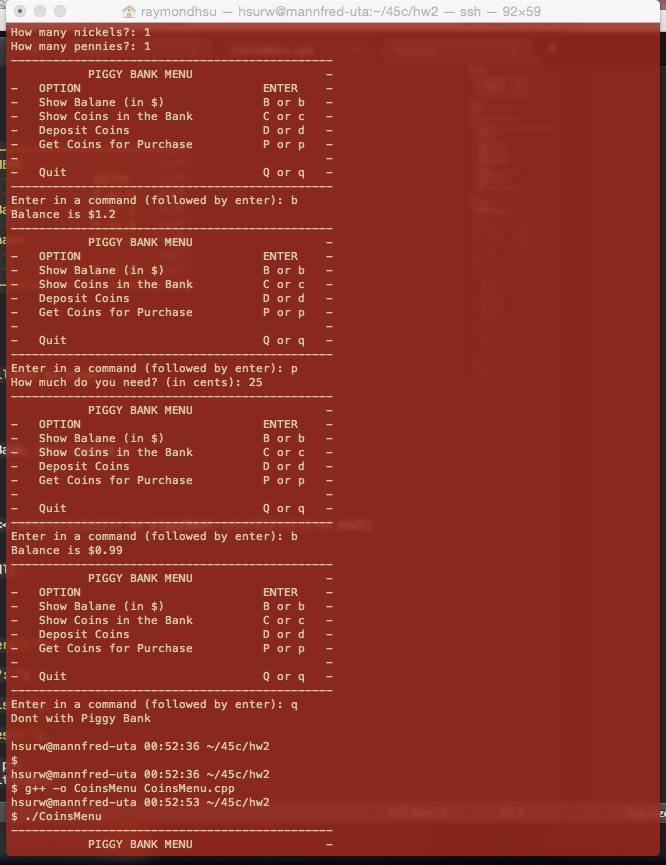 raymondhsu — hsurw@mannfred-uta:~/45c/hw2 — ssh — 92×59
How many nickels?: 1
How many pennies?: 1
----------------------------------------------
PIGGY BANK MENU -
- OPTION ENTER -
- Show Balane (in $) B or b -
- Show Coins in the Bank C or c -
- Deposit Coins D or d -
- Get Coins for Purchase P or p -
- -
- Quit Q or q -
----------------------------------------------
Enter in a command (followed by enter): b
Balance is $1.2
----------------------------------------------
PIGGY BANK MENU -
- OPTION ENTER -
- Show Balane (in $) B or b -
- Show Coins in the Bank C or c -
- Deposit Coins D or d -
- Get Coins for Purchase P or p -
- -
- Quit Q or q -
----------------------------------------------
Enter in a command (followed by enter): p
How much do you need? (in cents): 25
----------------------------------------------
PIGGY BANK MENU -
- OPTION ENTER -
- Show Balane (in $) B or b -
- Show Coins in the Bank C or c -
- Deposit Coins D or d -
- Get Coins for Purchase P or p -
- -
- Quit Q or q -
----------------------------------------------
Enter in a command (followed by enter): b
Balance is $0.99
----------------------------------------------
PIGGY BANK MENU -
- OPTION ENTER -
- Show Balane (in $) B or b -
- Show Coins in the Bank C or c -
- Deposit Coins D or d -
- Get Coins for Purchase P or p -
- -
- Quit Q or q -
----------------------------------------------
Enter in a command (followed by enter): q
Dont with Piggy Bank
hsurw@mannfred-uta 00:52:36 ~/45c/hw2
$
hsurw@mannfred-uta 00:52:36 ~/45c/hw2
$ g++ -o CoinsMenu CoinsMenu.cpp
hsurw@mannfred-uta 00:52:53 ~/45c/hw2
$ ./CoinsMenu
----------------------------------------------
PIGGY BANK MENU -